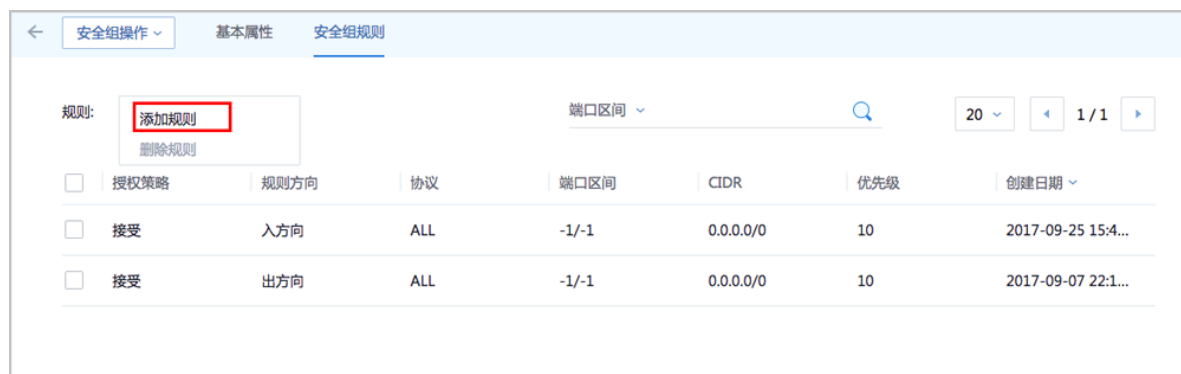 安全组操作 基本属性 安全组规则
规则: 添加规则 端口区间 20 1 / 1
删除规则
授权策略 规则方向 协议 端口区间 CIDR 优先级 创建日期
接受 入方向 ALL -1/-1 0.0.0.0/0 10 2017-09-25 15:4...
接受 出方向 ALL -1/-1 0.0.0.0/0 10 2017-09-07 22:1...